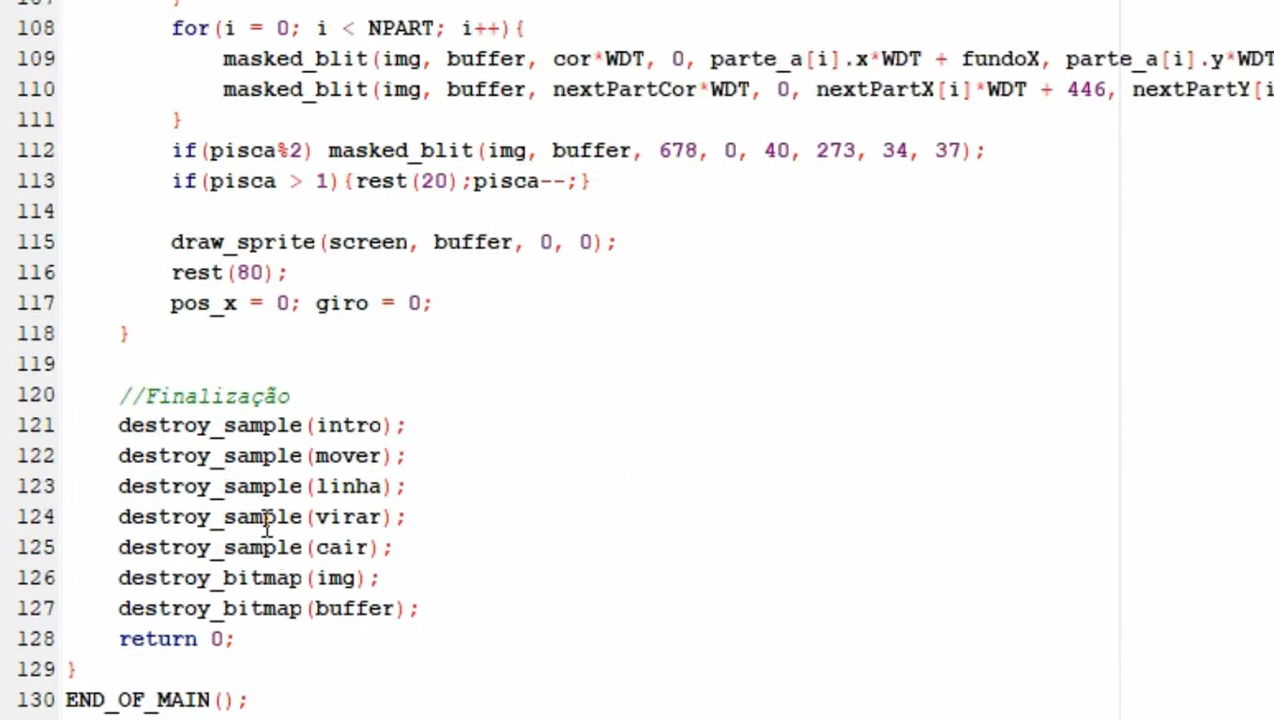 107 }
108 for(i = 0; i < NPART; i++){
109 masked_blit(img, buffer, cor*WDT, 0, parte_a[i].x*WDT + fundoX, parte_a[i].y*WDT
110 masked_blit(img, buffer, nextPartCor*WDT, 0, nextPartX[i]*WDT + 446, nextPartY[i
111 }
112 if(pisca%2) masked_blit(img, buffer, 678, 0, 40, 273, 34, 37);
113 if(pisca > 1){rest(20);pisca--;}
114
115 draw_sprite(screen, buffer, 0, 0);
116 rest(80);
117 pos_x = 0; giro = 0;
118 }
119
120 //Finalização
121 destroy_sample(intro);
122 destroy_sample(mover);
123 destroy_sample(linha);
124 destroy_sample(virar);
125 destroy_sample(cair);
126 destroy_bitmap(img);
127 destroy_bitmap(buffer);
128 return 0;
129 }
130 END_OF_MAIN();